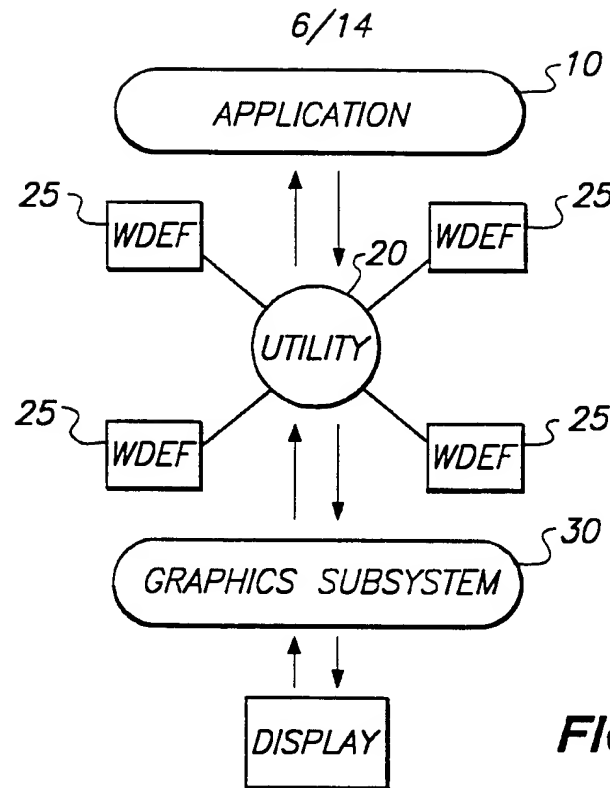 6/14
10
APPLICATION
25 WDEF
WDEF 25
20
UTILITY
25 WDEF
WDEF 25
30
GRAPHICS SUBSYSTEM
DISPLAY